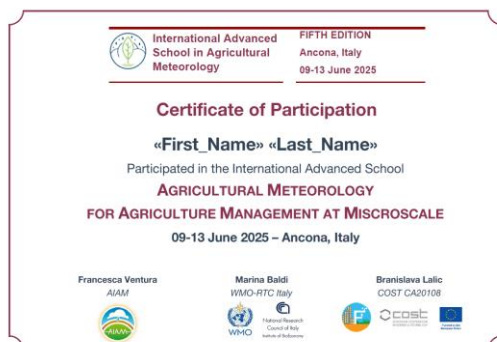 International Advanced
School in Agricultural
Meteorology
FIFTH EDITION
Ancona, Italy
09-13 June 2025
Certificate of Participation
«First_Name» «Last_Name»
Participated in the International Advanced School
AGRICULTURAL METEOROLOGY
FOR AGRICULTURE MANAGEMENT AT MISCROSCALE
09-13 June 2025 – Ancona, Italy
Francesca Ventura
AIAM
Marina Baldi
WMO-RTC Italy
Branislava Lalic
COST CA20108
AIAM
WMO
National Research
Council of Italy
cost